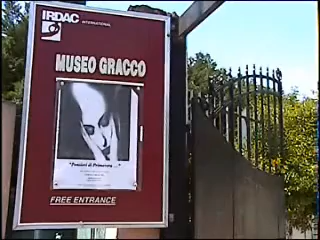 IRDAC INTERNATIONAL
MUSEO GRACCO
"Pensieri di Primavera ..."
FREE ENTRANCE